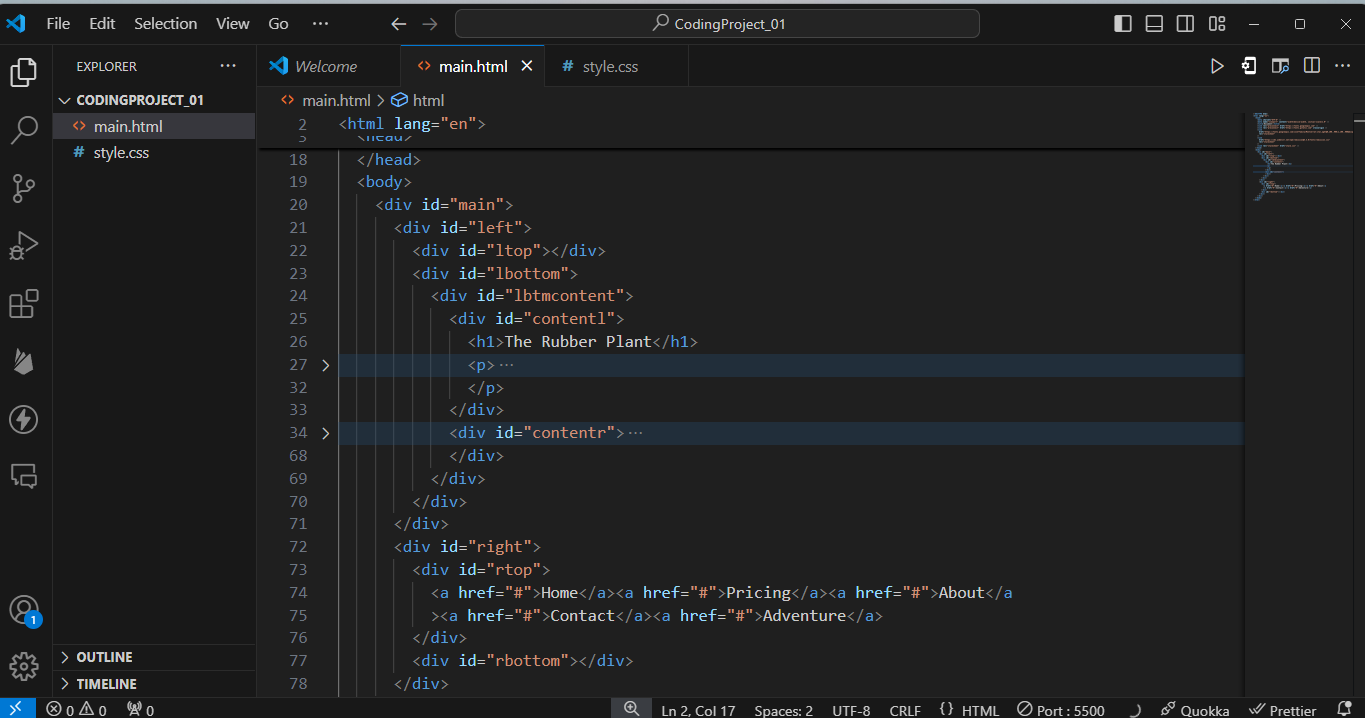 File Edit Selection View Go ··· CodingProject_01
EXPLORER ···
CODINGPROJECT_01
main.html
style.css
OUTLINE
TIMELINE
1
Welcome main.html style.css
main.html > html
2 <html lang="en">
3 <head>
18 </head>
19 <body>
20 <div id="main">
21 <div id="left">
22 <div id="ltop"></div>
23 <div id="lbottom">
24 <div id="lbtmcontent">
25 <div id="contentl">
26 <h1>The Rubber Plant</h1>
27 <p>···
32 </p>
33 </div>
34 <div id="contentr">···
68 </div>
69 </div>
70 </div>
71 </div>
72 <div id="right">
73 <div id="rtop">
74 <a href="#">Home</a><a href="#">Pricing</a><a href="#">About</a
75 ><a href="#">Contact</a><a href="#">Adventure</a>
76 </div>
77 <div id="rbottom"></div>
78 </div>
0 0 0 Ln 2, Col 17 Spaces: 2 UTF-8 CRLF {} HTML Port : 5500 Quokka Prettier